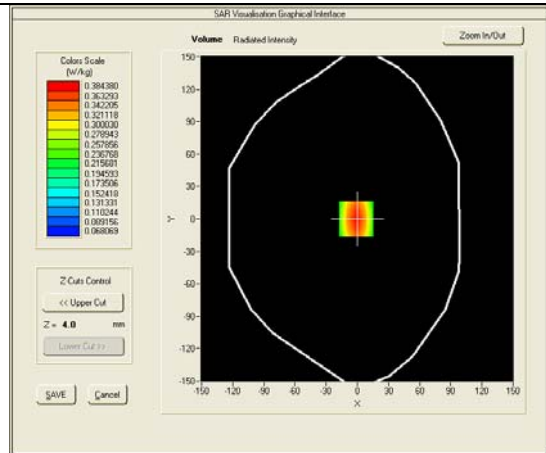 SAR Visualisation Graphical Interface
Volume Radiated Intensity
Zoom In/Out
Colors Scale
(W/kg)
0.384380
0.363293
0.342205
0.321118
0.300030
0.278943
0.257856
0.236768
0.215681
0.194593
0.173506
0.152418
0.131331
0.110244
0.089156
0.068069
Z-Cuts Control
<< Upper Cut
Z = 4.0 mm
Lower Cut >>
SAVE
Cancel
150
120
90
60
30
0
-30
-60
-90
-120
-150
Y
-150 -120 -90 -60 -30 0 30 60 90 120 150
X